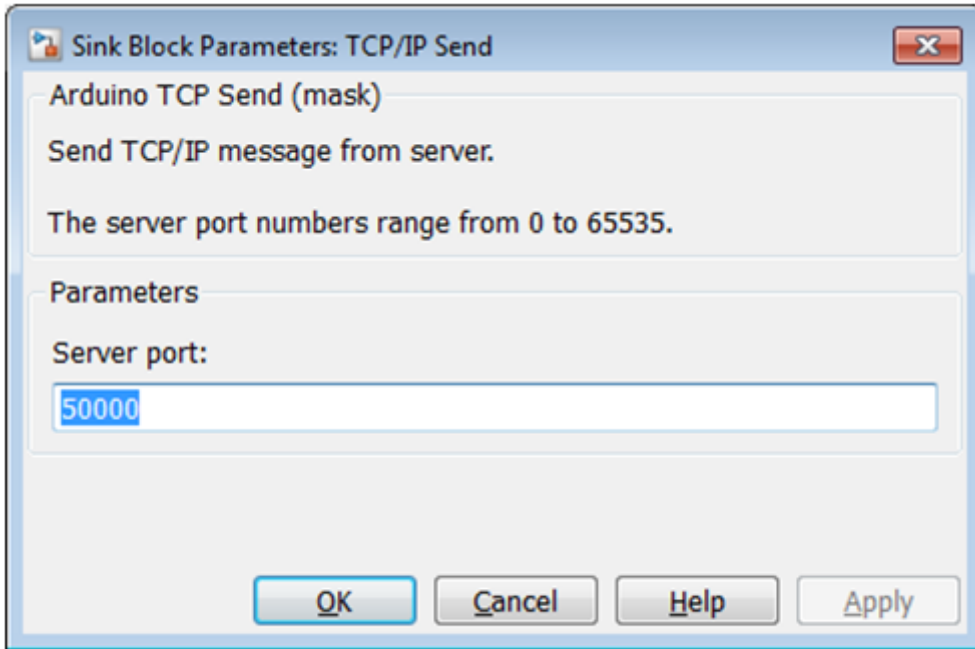 Sink Block Parameters: TCP/IP Send
Arduino TCP Send (mask)
Send TCP/IP message from server.
The server port numbers range from 0 to 65535.
Parameters
Server port:
50000
OK Cancel Help Apply